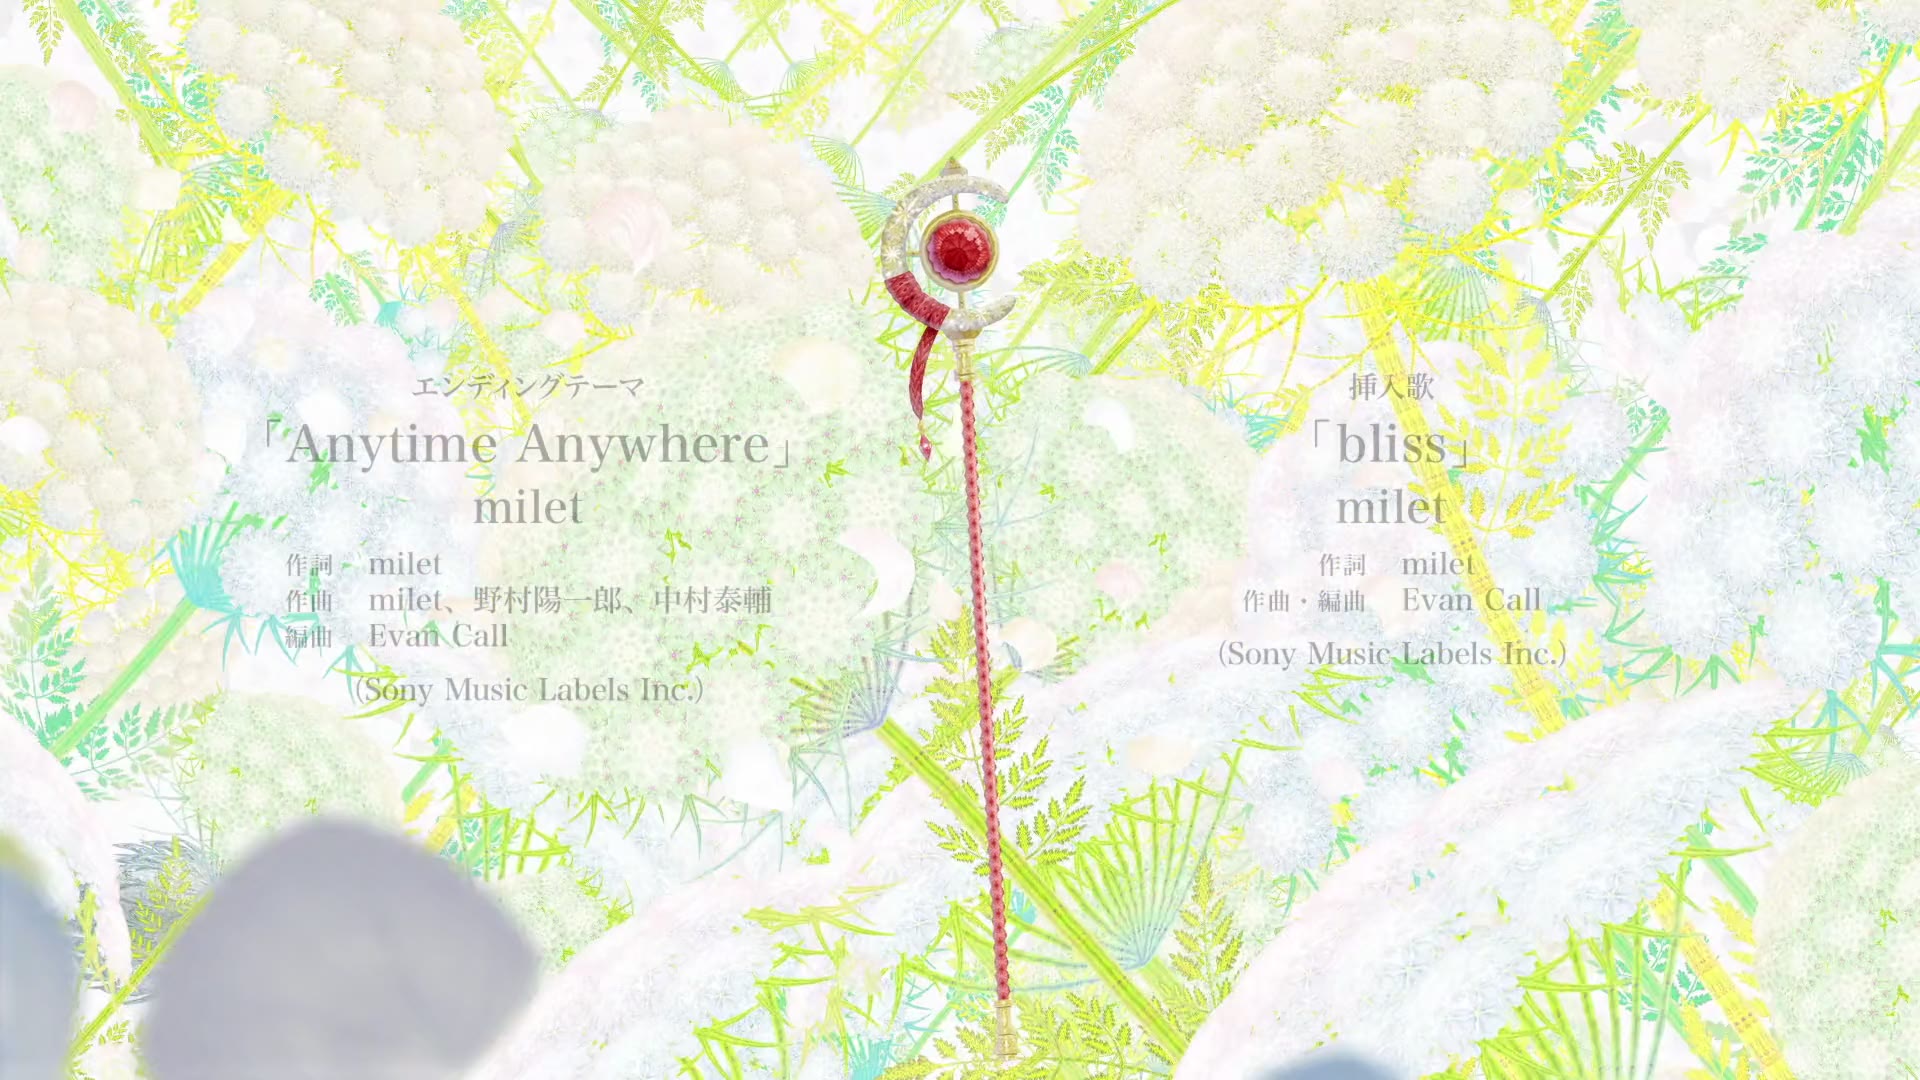 エンディングテーマ
「Anytime Anywhere」
milet
作詞 milet
作曲 milet、野村陽一郎、中村泰輔
編曲 Evan Call
(Sony Music Labels Inc.)
挿入歌
「bliss」
milet
作詞 milet
作曲・編曲 Evan Call
(Sony Music Labels Inc.)